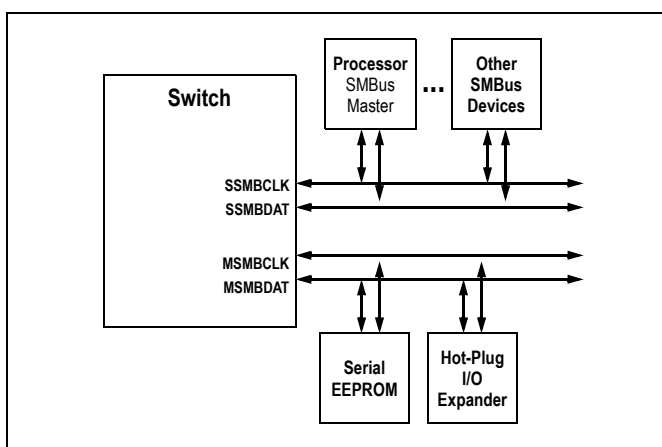 Processor
SMBus
Master
...
Other
SMBus
Devices
Switch
SSMBCLK
SSMBDAT
MSMBCLK
MSMBDAT
Serial
EEPROM
Hot-Plug
I/O
Expander